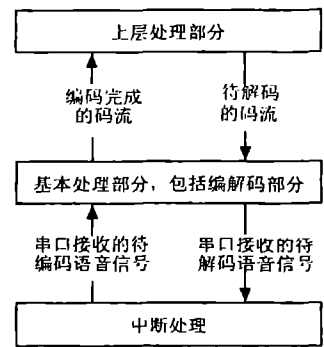 上层处理部分
编码完成
的码流
待解码
的码流
基本处理部分，包括编解码部分
串口接收的待
编码语音信号
串口接收的待
解码语音信号
中断处理